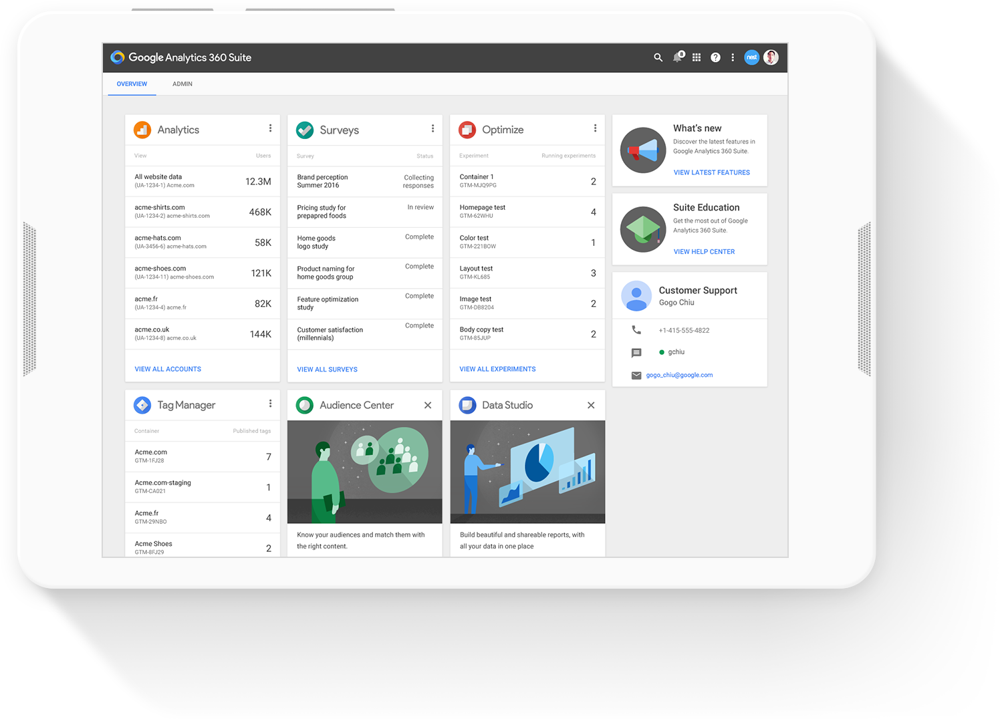 Google Analytics 360 Suite
8
nest
OVERVIEW
ADMIN
Analytics
View
Users
All website data
(UA-1234-1) Acme.com
12.3M
acme-shirts.com
(UA-1234-2) acme-shirts.com
468K
acme-hats.com
(UA-3456-6) acme-hats.com
58K
acme-shoes.com
(UA-1234-11) acme-shoes.com
121K
acme.fr
(UA-1234-4) acme.fr
82K
acme.co.uk
(UA-1234-8) acme.co.uk
144K
VIEW ALL ACCOUNTS
Surveys
Survey
Status
Brand perception
Summer 2016
Collecting
responses
Pricing study for
prepapred foods
In review
Home goods
logo study
Complete
Product naming for
home goods group
Complete
Feature optimization
study
Complete
Customer satisfaction
(millennials)
Complete
VIEW ALL SURVEYS
Optimize
Experiment
Running experiments
Container 1
GTM-MJQ9PG
2
Homepage test
GTM-62WHU
4
Color test
GTM-221BOW
1
Layout test
GTM-KL685
3
Image test
GTM-DB8204
2
Body copy test
GTM-85JUP
2
VIEW ALL EXPERIMENTS
What's new
Discover the latest features in
Google Analytics 360 Suite.
VIEW LATEST FEATURES
Suite Education
Get the most out of Google
Analytics 360 Suite.
VIEW HELP CENTER
Customer Support
Gogo Chiu
+1-415-555-4822
gchiu
gogo_chiu@google.com
Tag Manager
Container
Published tags
Acme.com
GTM-1FJ28
7
Acme.com-staging
GTM-CA021
1
Acme.fr
GTM-29NBO
4
Acme Shoes
GTM-8FJ29
2
Audience Center
Know your audiences and match them with
the right content.
Data Studio
Build beautiful and shareable reports, with
all your data in one place